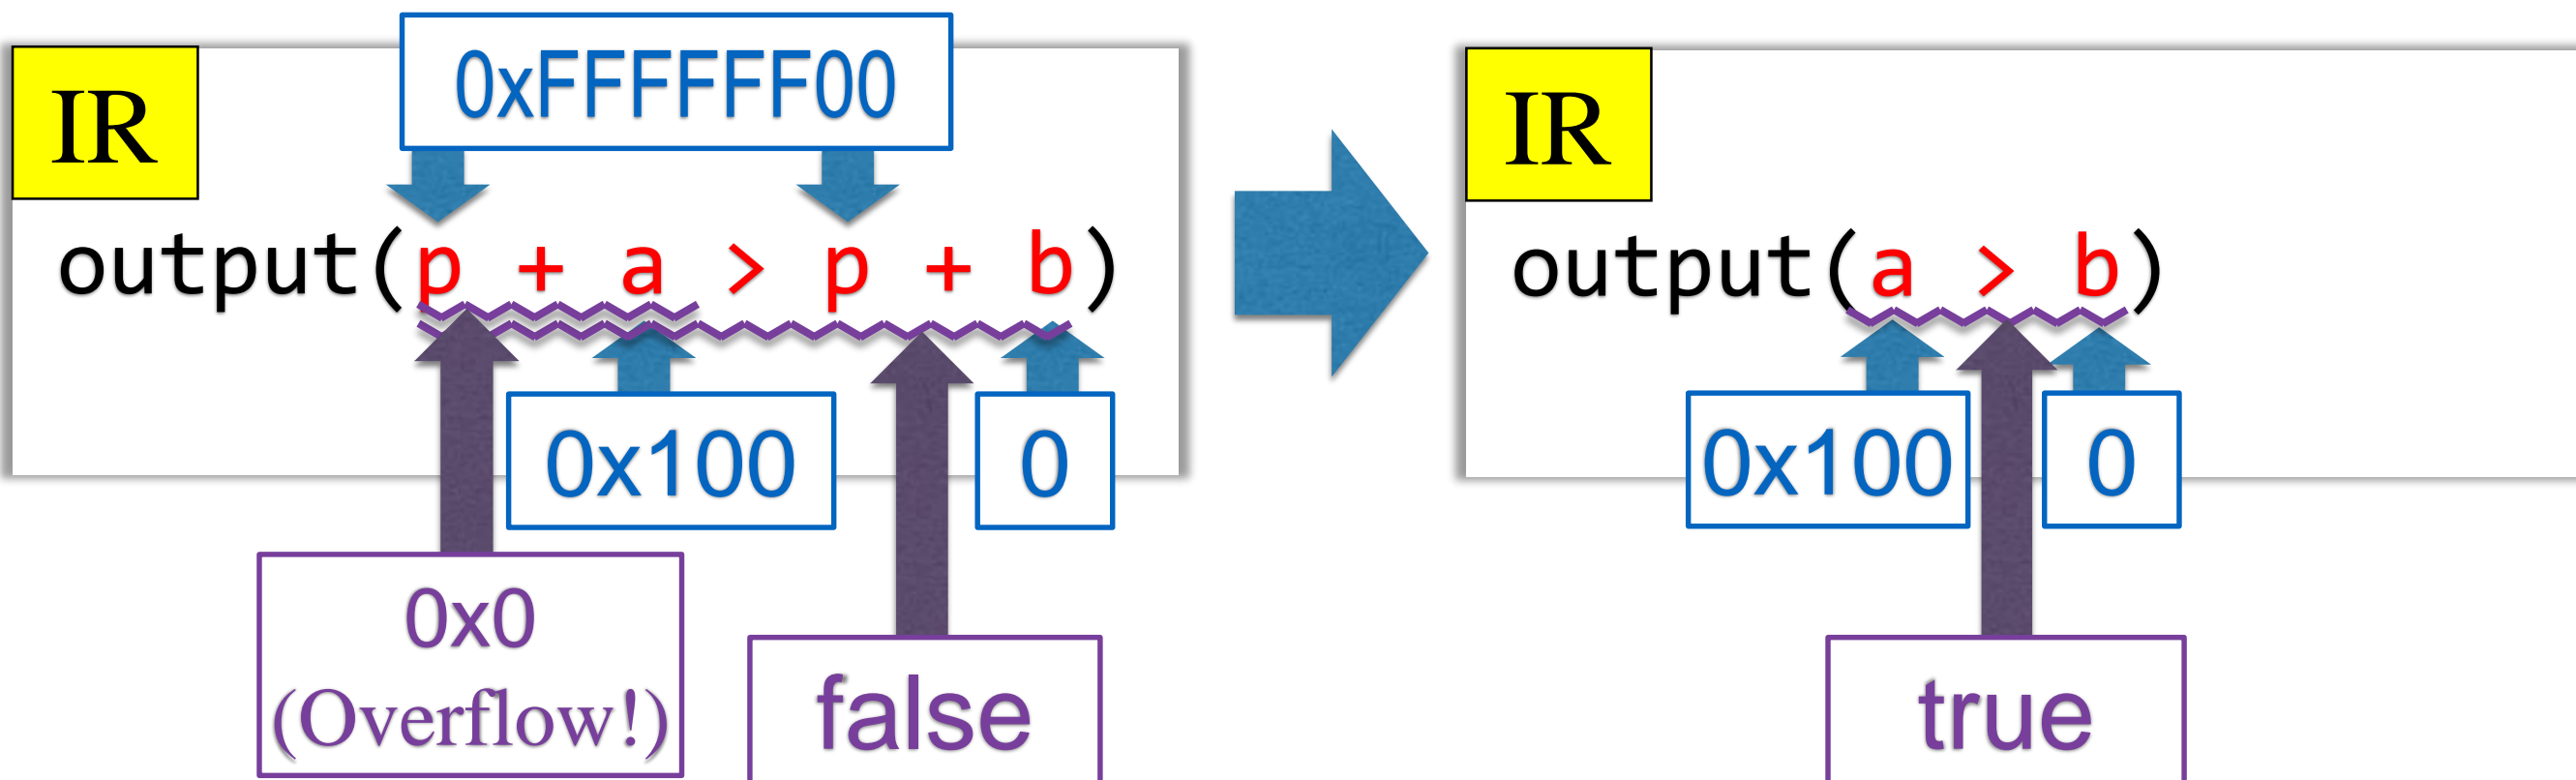 IR
0xFFFFFF00
output(p + a > p + b)
0x100
0
0x0
(Overflow!)
false
IR
output(a > b)
0x100
0
true